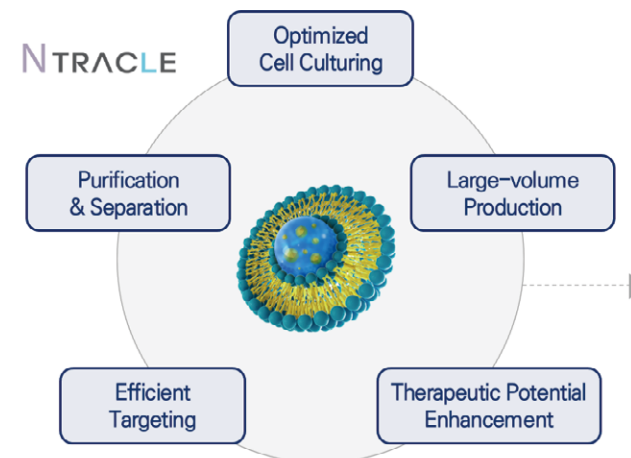 NTRACLE
Optimized
Cell Culturing
Purification
& Separation
Large-volume
Production
Efficient
Targeting
Therapeutic Potential
Enhancement